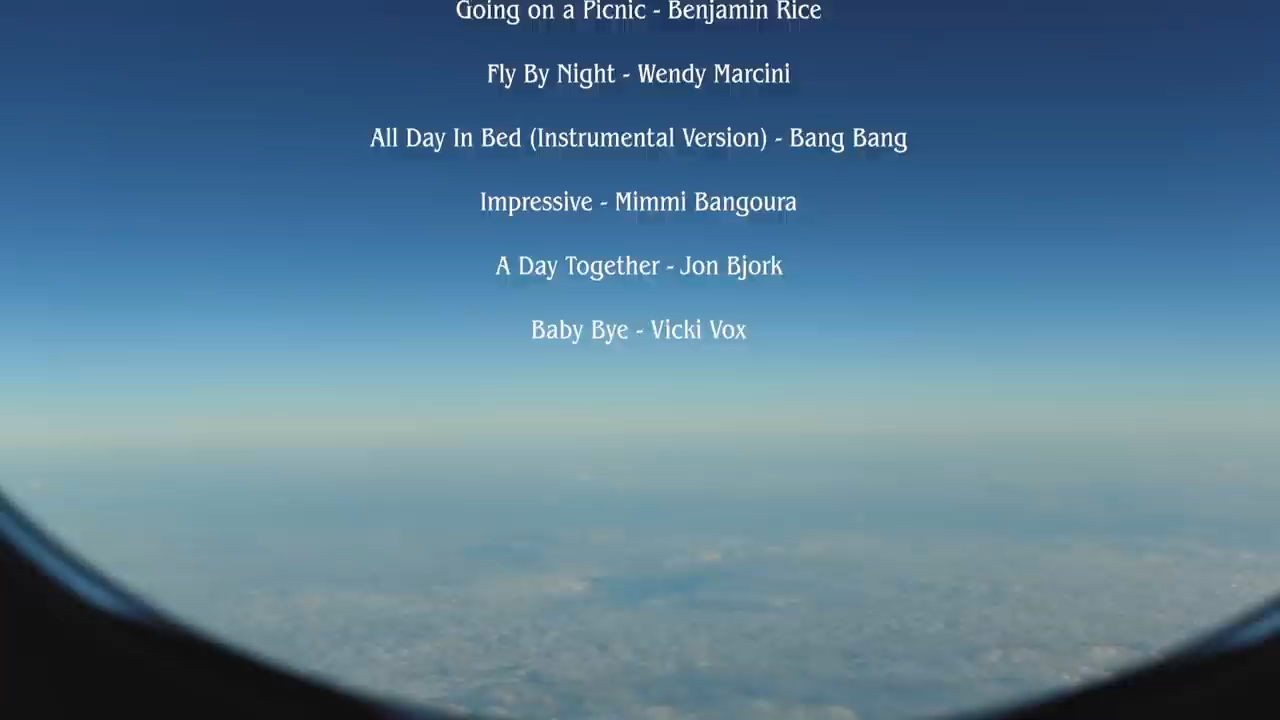 Going on a Picnic - Benjamin Rice
Fly By Night - Wendy Marcini
All Day In Bed (Instrumental Version) - Bang Bang
Impressive - Mimmi Bangoura
A Day Together - Jon Bjork
Baby Bye - Vicki Vox